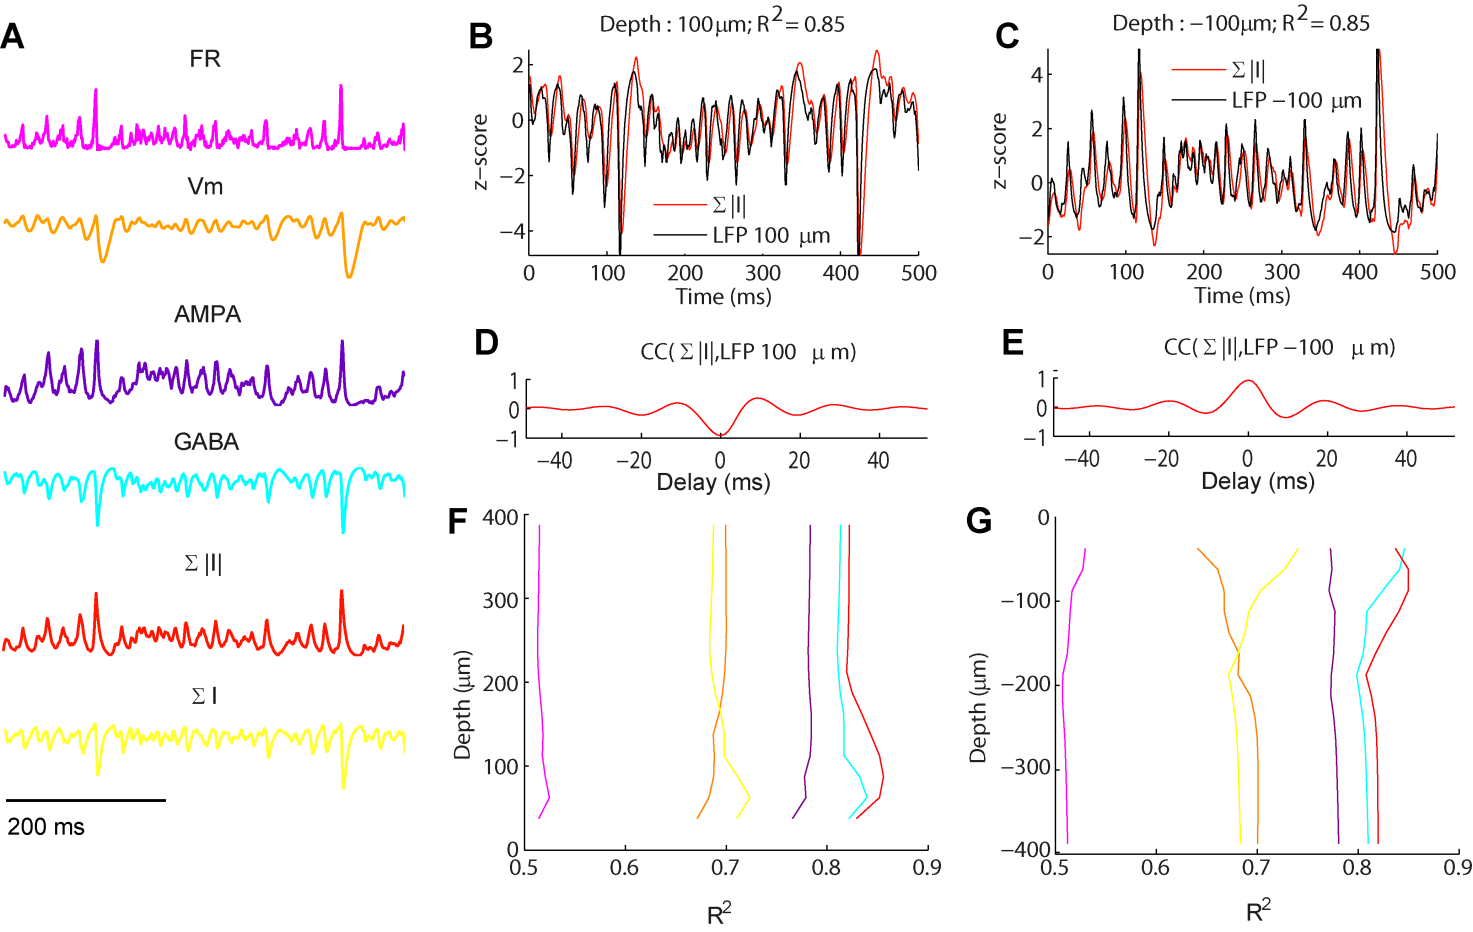 A
FR
Vm
AMPA
GABA
Σ |I|
Σ I
200 ms
B
Depth : 100μm; R2 = 0.85
z−score
2
0
−2
−4
Σ |I|
LFP 100 μm
0 100 200 300 400 500
Time (ms)
C
Depth : −100μm; R2 = 0.85
z−score
4
2
0
−2
Σ |I|
LFP −100 μm
0 100 200 300 400 500
Time (ms)
D
CC( Σ |I|,LFP 100 μ m)
1
0
−1
−40 −20 0 20 40
Delay (ms)
E
CC( Σ |I|,LFP −100 μ m)
1
0
−1
−40 −20 0 20 40
Delay (ms)
F
Depth (μm)
400
300
200
100
0
0.5 0.6 0.7 0.8 0.9
R2
G
Depth (μm)
0
−100
−200
−300
−400
0.5 0.6 0.7 0.8 0.9
R2